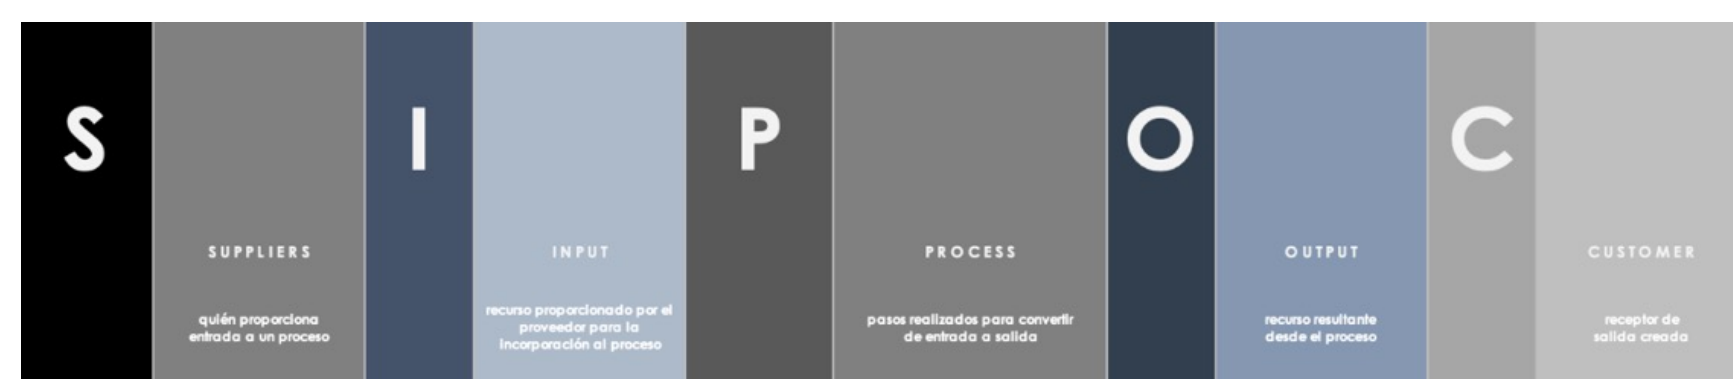 S
SUPPLIERS
quién proporciona
entrada a un proceso
I
INPUT
recurso proporcionado por el
proveedor para la
incorporación al proceso
P
PROCESS
pasos realizados para convertir
de entrada a salida
O
OUTPUT
recurso resultante
desde el proceso
C
CUSTOMER
receptor de
salida creada